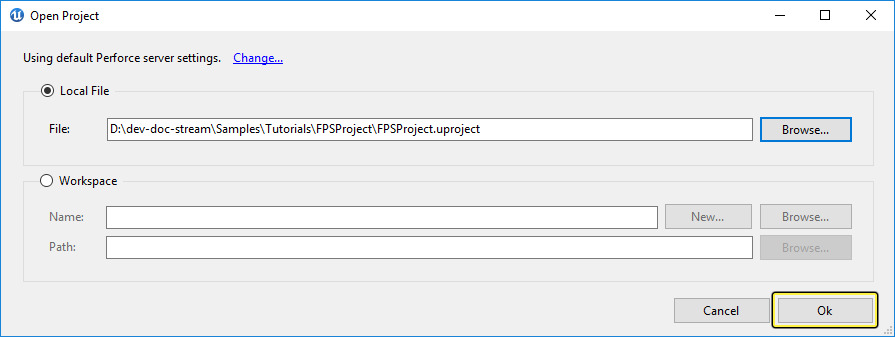 Open Project
Using default Perforce server settings. Change...
Local File
File: D:\dev-doc-stream\Samples\Tutorials\FPSProject\FPSProject.uproject Browse...
Workspace
Name: New... Browse...
Path: Browse...
Cancel Ok